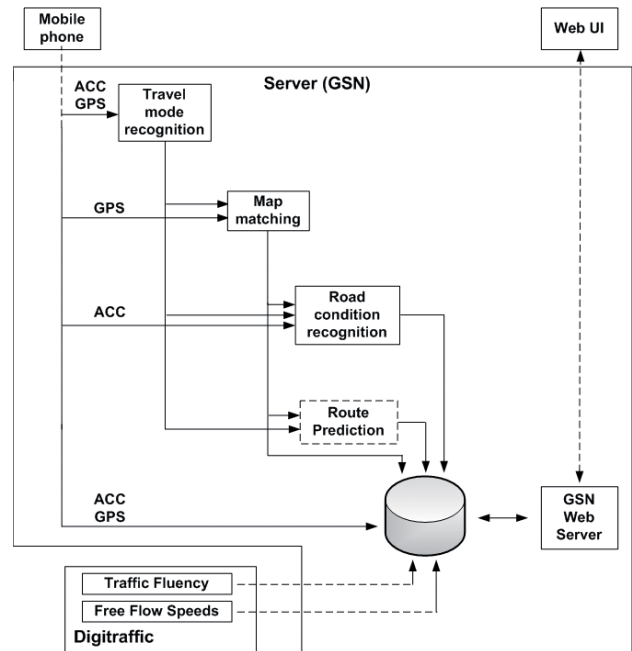 Mobile
phone
Web UI
Server (GSN)
ACC
GPS
Travel
mode
recognition
GPS
Map
matching
ACC
Road
condition
recognition
Route
Prediction
ACC
GPS
GSN
Web
Server
Traffic Fluency
Free Flow Speeds
Digitraffic